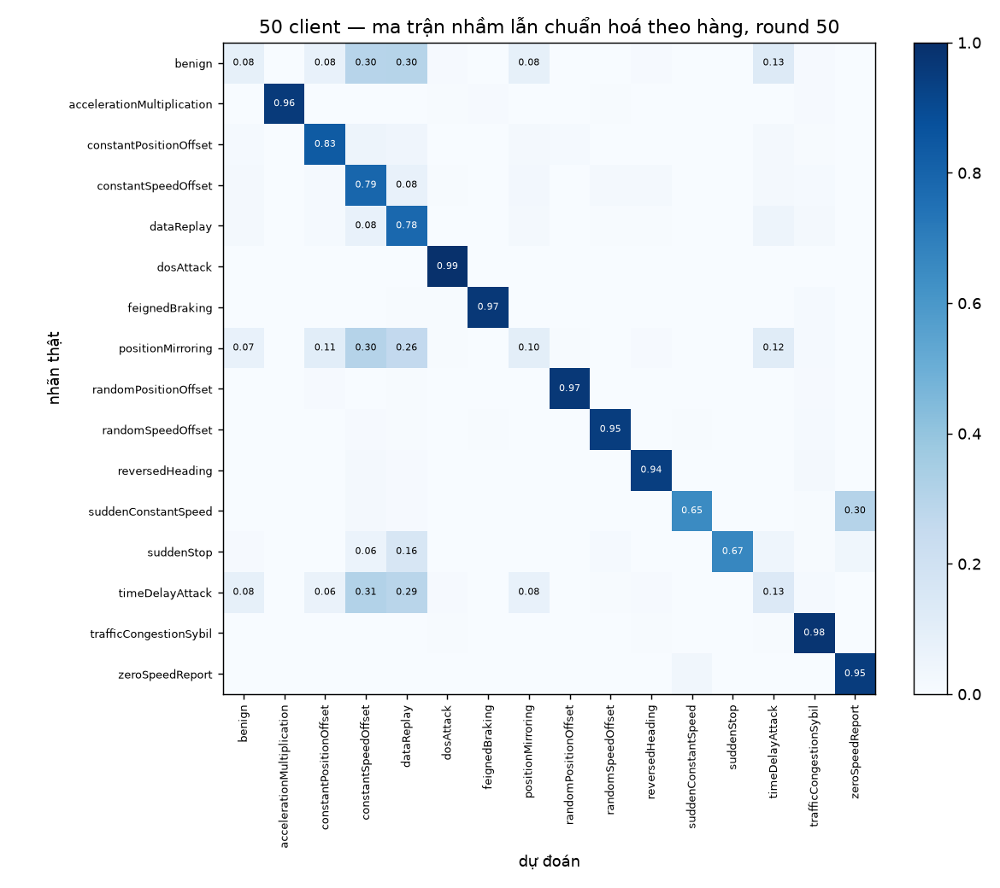 50 client — ma trận nhầm lẫn chuẩn hoá theo hàng, round 50
nhãn thật
benign 0.08 0.08 0.30 0.30 0.08 0.13
accelerationMultiplication 0.96
constantPositionOffset 0.83
constantSpeedOffset 0.79 0.08
dataReplay 0.08 0.78
dosAttack 0.99
feignedBraking 0.97
positionMirroring 0.07 0.11 0.30 0.26 0.10 0.12
randomPositionOffset 0.97
randomSpeedOffset 0.95
reversedHeading 0.94
suddenConstantSpeed 0.65 0.30
suddenStop 0.06 0.16 0.67
timeDelayAttack 0.08 0.06 0.31 0.29 0.08 0.13
trafficCongestionSybil 0.98
zeroSpeedReport 0.95
benign
accelerationMultiplication
constantPositionOffset
constantSpeedOffset
dataReplay
dosAttack
feignedBraking
positionMirroring
randomPositionOffset
randomSpeedOffset
reversedHeading
suddenConstantSpeed
suddenStop
timeDelayAttack
trafficCongestionSybil
zeroSpeedReport
dự đoán
1.0
0.8
0.6
0.4
0.2
0.0